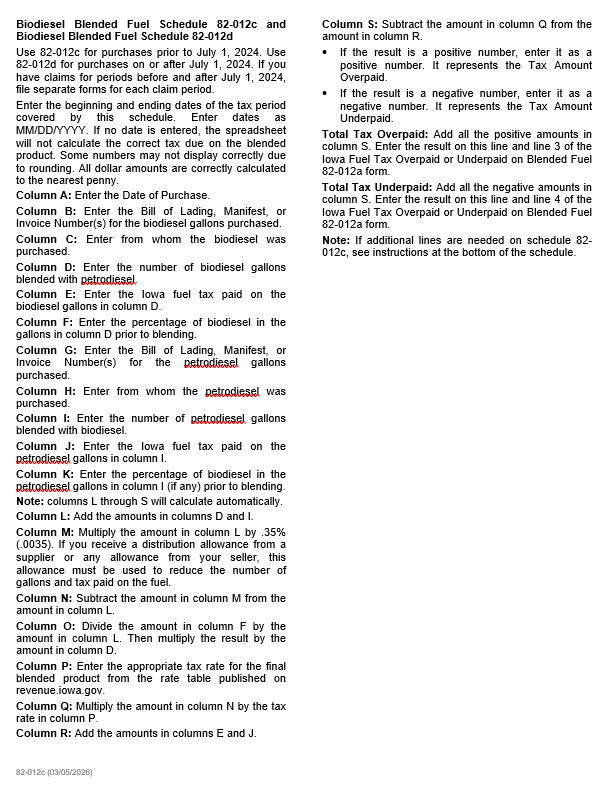 Biodiesel Blended Fuel Schedule 82-012c and
Biodiesel Blended Fuel Schedule 82-012d
Use 82-012c for purchases prior to July 1, 2024. Use
82-012d for purchases on or after July 1, 2024. If you
have claims for periods before and after July 1, 2024,
file separate forms for each claim period.
Enter the beginning and ending dates of the tax period
covered by this schedule. Enter dates as
MM/DD/YYYY. If no date is entered, the spreadsheet
will not calculate the correct tax due on the blended
product. Some numbers may not display correctly due
to rounding. All dollar amounts are correctly calculated
to the nearest penny.
Column A: Enter the Date of Purchase.
Column B: Enter the Bill of Lading, Manifest, or
Invoice Number(s) for the biodiesel gallons purchased.
Column C: Enter from whom the biodiesel was
purchased.
Column D: Enter the number of biodiesel gallons
blended with petrodiesel.
Column E: Enter the Iowa fuel tax paid on the
biodiesel gallons in column D.
Column F: Enter the percentage of biodiesel in the
gallons in column D prior to blending.
Column G: Enter the Bill of Lading, Manifest, or
Invoice Number(s) for the petrodiesel gallons
purchased.
Column H: Enter from whom the petrodiesel was
purchased.
Column I: Enter the number of petrodiesel gallons
blended with biodiesel.
Column J: Enter the Iowa fuel tax paid on the
petrodiesel gallons in column I.
Column K: Enter the percentage of biodiesel in the
petrodiesel gallons in column I (if any) prior to blending.
Note: columns L through S will calculate automatically.
Column L: Add the amounts in columns D and I.
Column M: Multiply the amount in column L by .35%
(.0035). If you receive a distribution allowance from a
supplier or any allowance from your seller, this
allowance must be used to reduce the number of
gallons and tax paid on the fuel.
Column N: Subtract the amount in column M from the
amount in column L.
Column O: Divide the amount in column F by the
amount in column L. Then multiply the result by the
amount in column D.
Column P: Enter the appropriate tax rate for the final
blended product from the rate table published on
revenue.iowa.gov.
Column Q: Multiply the amount in column N by the tax
rate in column P.
Column R: Add the amounts in columns E and J.
Column S: Subtract the amount in column Q from the
amount in column R.
• If the result is a positive number, enter it as a
positive number. It represents the Tax Amount
Overpaid.
• If the result is a negative number, enter it as a
negative number. It represents the Tax Amount
Underpaid.
Total Tax Overpaid: Add all the positive amounts in
column S. Enter the result on this line and line 3 of the
Iowa Fuel Tax Overpaid or Underpaid on Blended Fuel
82-012a form.
Total Tax Underpaid: Add all the negative amounts in
column S. Enter the result on this line and line 4 of the
Iowa Fuel Tax Overpaid or Underpaid on Blended Fuel
82-012a form.
Note: If additional lines are needed on schedule 82-
012c, see instructions at the bottom of the schedule.
82-012c (03/05/2026)